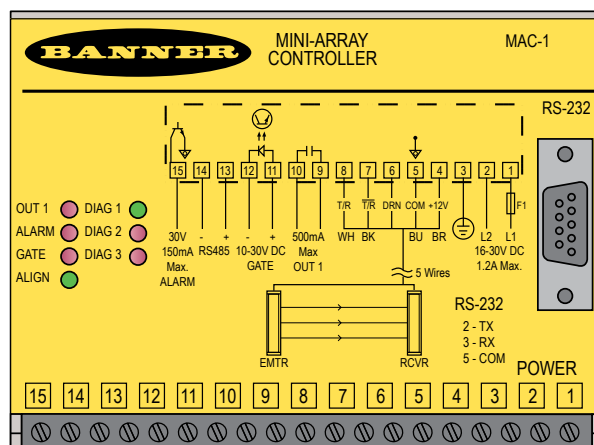 BANNER
MINI-ARRAY
CONTROLLER
MAC-1
RS-232
15 14 13 12 11 10 9 8 7 6 5 4 3 2 1
T/R T/R DRN COM +12V F1
30V - + - + 500mA WH BK BU BR L2 L1
150mA RS485 10-30V DC Max 16-30V DC
Max. GATE OUT 1 1.2A Max.
ALARM
OUT 1 DIAG 1
ALARM DIAG 2
GATE DIAG 3
ALIGN
5 Wires
EMTR RCVR
RS-232
2 - TX
3 - RX
5 - COM
POWER
15 14 13 12 11 10 9 8 7 6 5 4 3 2 1